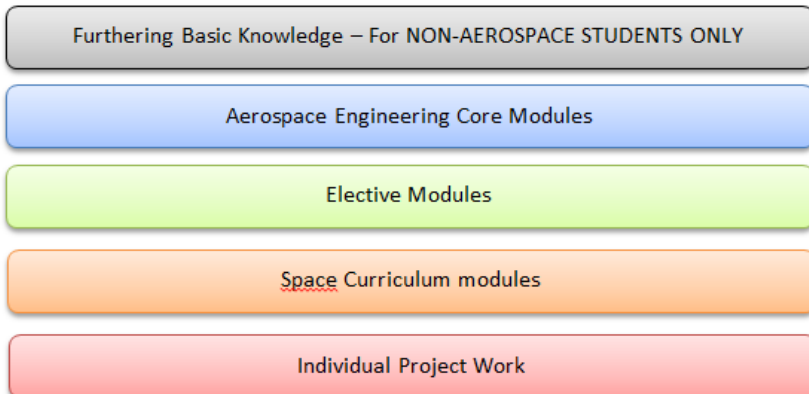 Furthering Basic Knowledge – For NON-AEROSPACE STUDENTS ONLY
Aerospace Engineering Core Modules
Elective Modules
Space Curriculum modules
Individual Project Work